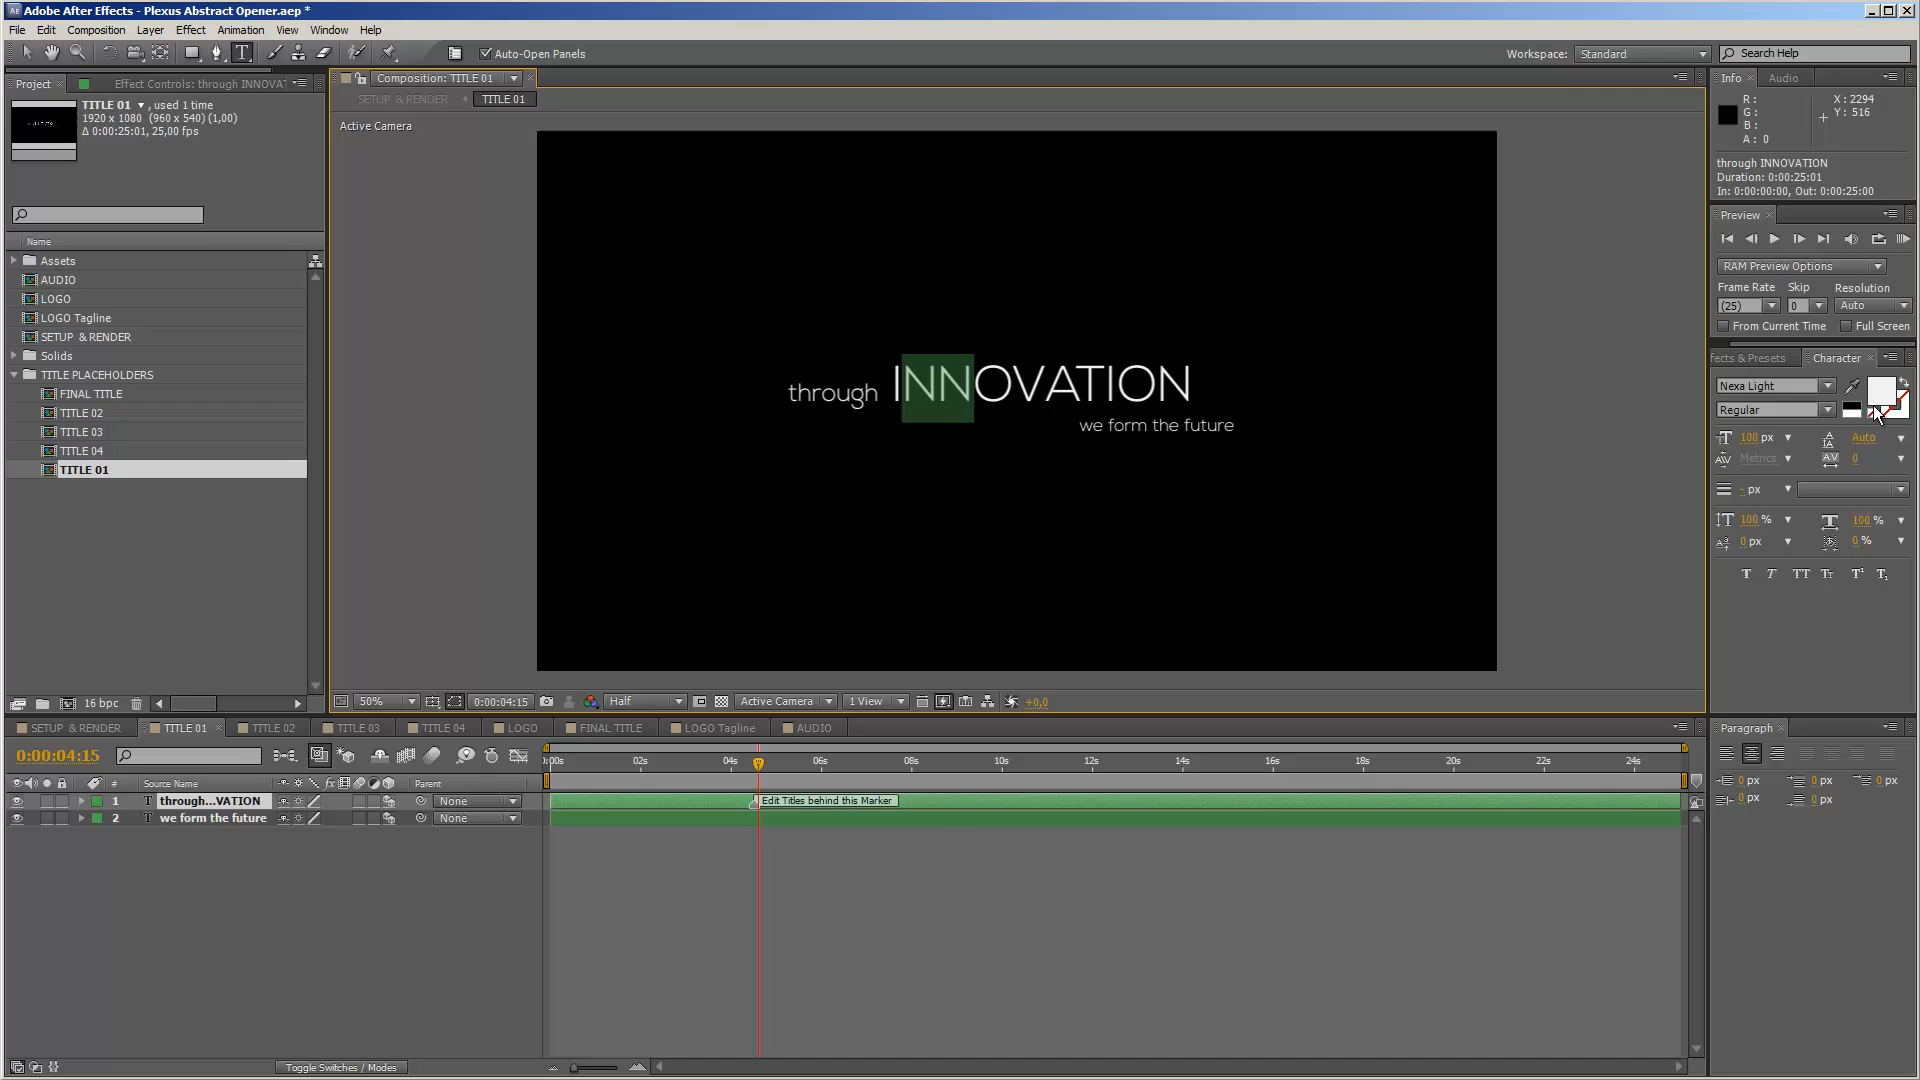 Adobe After Effects - Plexus Abstract Opener.aep *
File Edit Composition Layer Effect Animation View Window Help
Auto-Open Panels
Workspace: Standard
Search Help
Project
Effect Controls: through INNOVA
TITLE 01 , used 1 time
1920 x 1080 (960 x 540) (1,00)
Δ 0:00:25:01, 25,00 fps
Name
Assets
AUDIO
LOGO
LOGO Tagline
SETUP & RENDER
Solids
TITLE PLACEHOLDERS
FINAL TITLE
TITLE 02
TITLE 03
TITLE 04
TITLE 01
16 bpc
Composition: TITLE 01
SETUP & RENDER TITLE 01
Active Camera
through INNOVATION
we form the future
50% 0:00:04:15 Half Active Camera 1 View +0,0
Info Audio
R: X: 2294
G: Y: 516
B:
A: 0
through INNOVATION
Duration: 0:00:25:01
In: 0:00:00:00, Out: 0:00:25:00
Preview
RAM Preview Options
Frame Rate Skip Resolution
(25) 0 Auto
From Current Time Full Screen
fects & Presets Character
Nexa Light
Regular
100 px Auto
Metrics 0
- px
100 % 100 %
0 px 0 %
T T TT Tt T¹ T₁
SETUP & RENDER TITLE 01 TITLE 02 TITLE 03 TITLE 04 LOGO FINAL TITLE LOGO Tagline AUDIO
0:00:04:15
:00s 02s 04s 06s 08s 10s 12s 14s 16s 18s 20s 22s 24s
# Source Name fx Parent
1 T through...VATION None
Edit Titles behind this Marker
2 T we form the future None
Toggle Switches / Modes
Paragraph
0 px 0 px 0 px
0 px 0 px